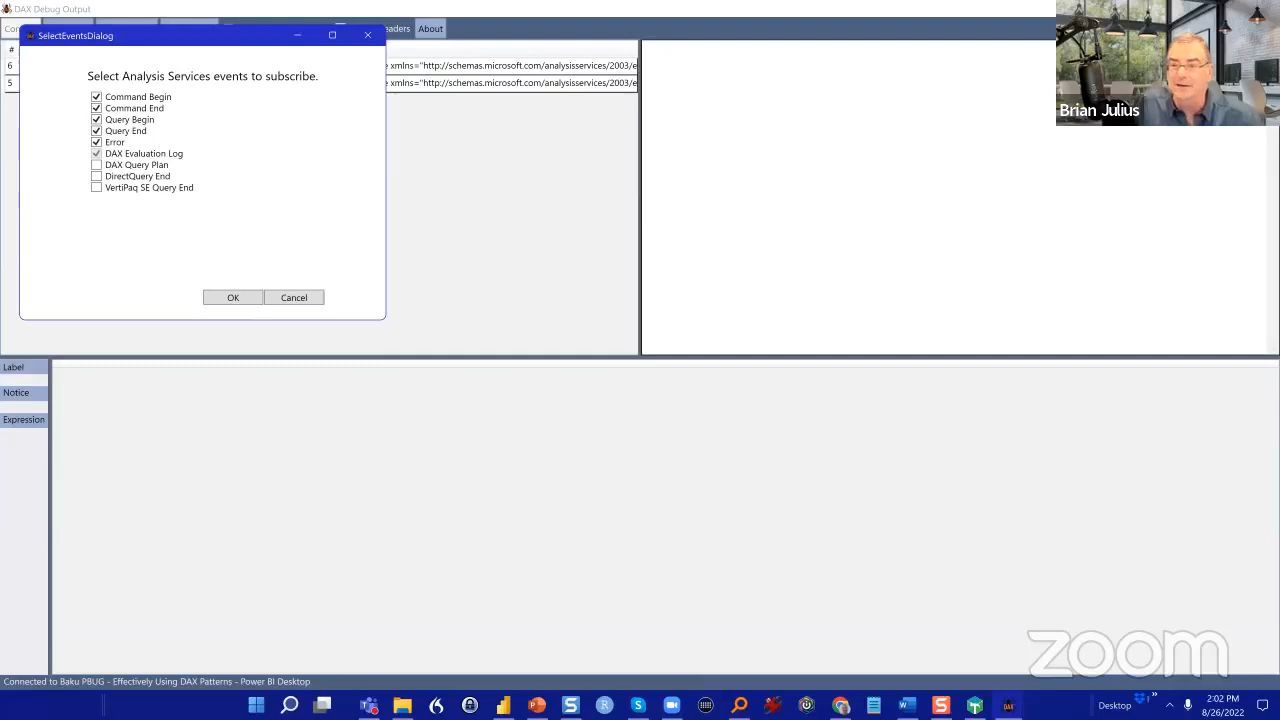 DAX Debug Output
SelectEventsDialog
eaders
About
#
6
e xmlns="http://schemas.microsoft.com/analysisservices/2003/e
5
e xmlns="http://schemas.microsoft.com/analysisservices/2003/e
Select Analysis Services events to subscribe.
Command Begin
Command End
Query Begin
Query End
Error
DAX Evaluation Log
DAX Query Plan
DirectQuery End
VertiPaq SE Query End
OK
Cancel
Brian Julius
Label
Notice
Expression
zoom
Connected to Baku PBUG - Effectively Using DAX Patterns - Power BI Desktop
Desktop
2:02 PM
8/26/2022